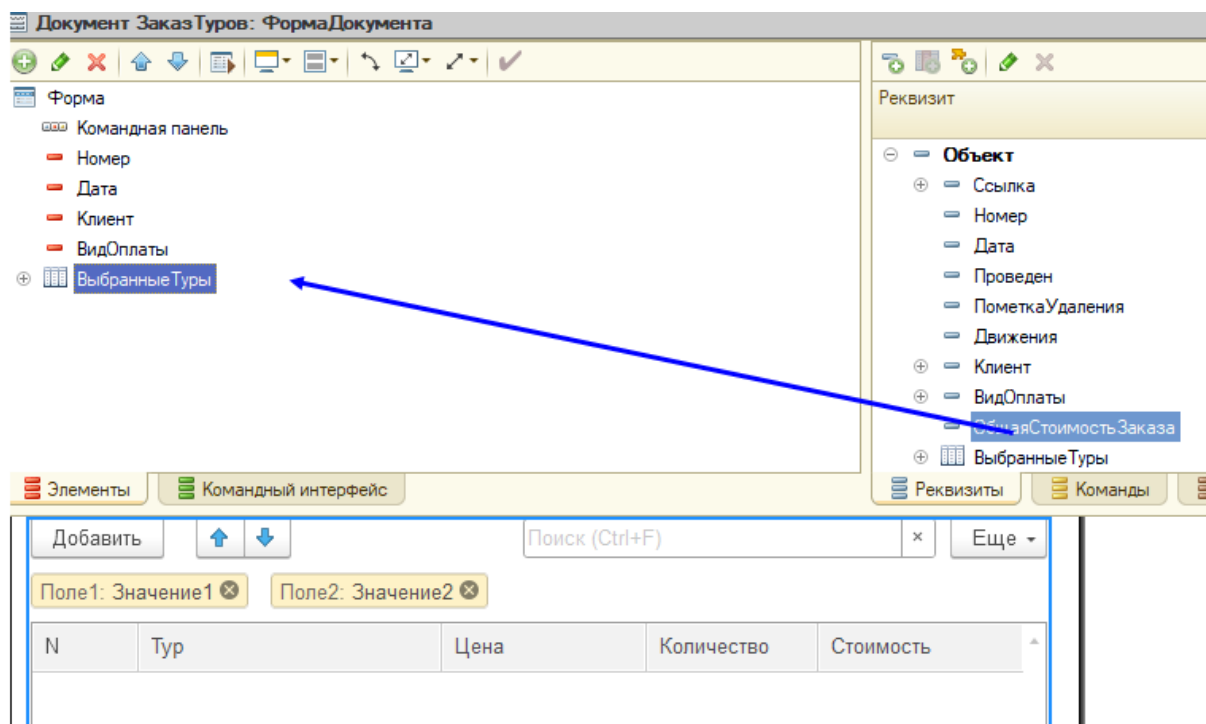 Документ ЗаказТуров: ФормаДокумента
Форма
Командная панель
Номер
Дата
Клиент
ВидОплаты
ВыбранныеТуры
Элементы
Командный интерфейс
Реквизит
Объект
Ссылка
Номер
Дата
Проведен
ПометкаУдаления
Движения
Клиент
ВидОплаты
ОбщаяСтоимостьЗаказа
ВыбранныеТуры
Реквизиты
Команды
Добавить
Поиск (Ctrl+F)
×
Еще
Поле1: Значение1
Поле2: Значение2
N Тур Цена Количество Стоимость